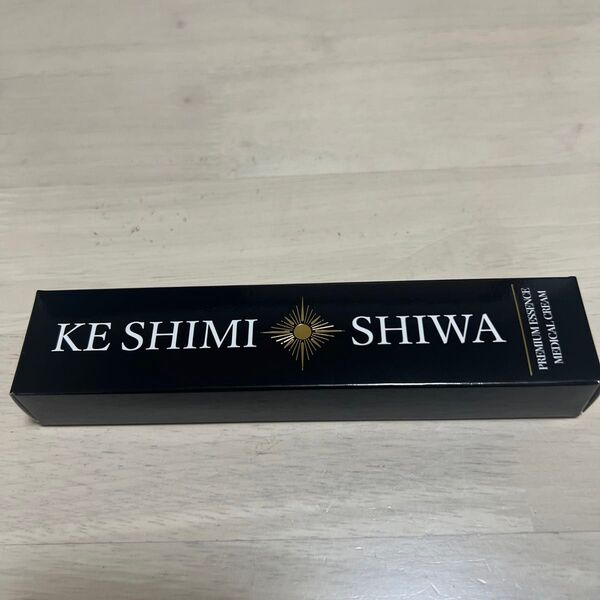 KE SHIMI SHIWA
PREMIUM ESSENCE
MEDICAL CREAM